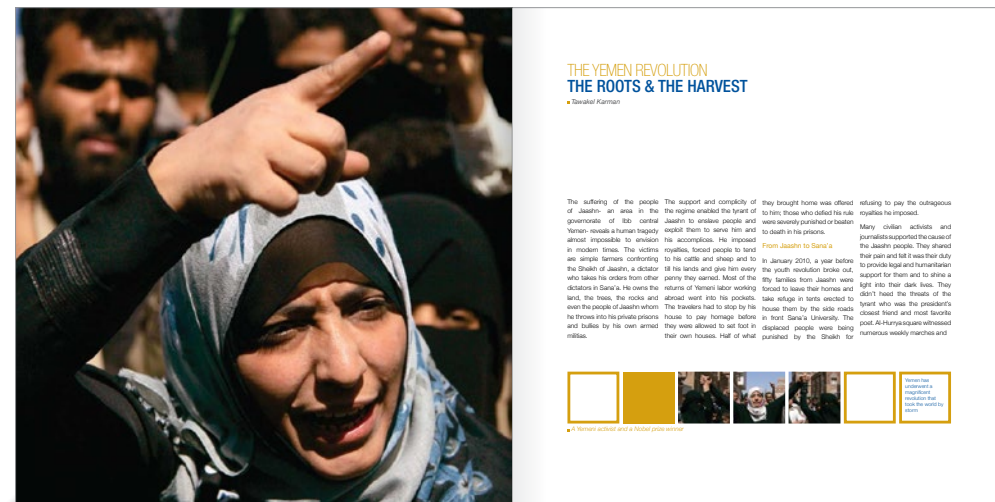 THE YEMEN REVOLUTION
THE ROOTS & THE HARVEST
Tawakel Karman
The suffering of the people
of Jaashn- an area in the
governorate of Ibb central
Yemen- reveals a human tragedy
almost impossible to envision
in modern times. The victims
are simple farmers confronting
the Sheikh of Jaashn, a dictator
who takes his orders from other
dictators in Sana'a. He owns the
land, the trees, the rocks and
even the people of Jaashn whom
he throws into his private prisons
and bullies by his own armed
militias.
The support and complicity of
the regime enabled the tyrant of
Jaashn to enslave people and
exploit them to serve him and
his accomplices. He imposed
royalties, forced people to tend
to his cattle and sheep and to
till his lands and give him every
penny they earned. Most of the
returns of Yemeni labor working
abroad went into his pockets.
The travelers had to stop by his
house to pay homage before
they were allowed to set foot in
their own houses. Half of what
they brought home was offered
to him; those who defied his rule
were severely punished or beaten
to death in his prisons.
From Jaashn to Sana'a
In January 2010, a year before
the youth revolution broke out,
fifty families from Jaashn were
forced to leave their homes and
take refuge in tents erected to
house them by the side roads
in front Sana'a University. The
displaced people were being
punished by the Sheikh for
refusing to pay the outrageous
royalties he imposed.
Many civilian activists and
journalists supported the cause of
the Jaashn people. They shared
their pain and felt it was their duty
to provide legal and humanitarian
support for them and to shine a
light into their dark lives. They
didn't heed the threats of the
tyrant who was the president's
closest friend and most favorite
poet. Al-Hurrya square witnessed
numerous weekly marches and
Yemen has
underwent a
magnificent
revolution that
took the world by
storm
A Yemeni activist and a Nobel prize winner